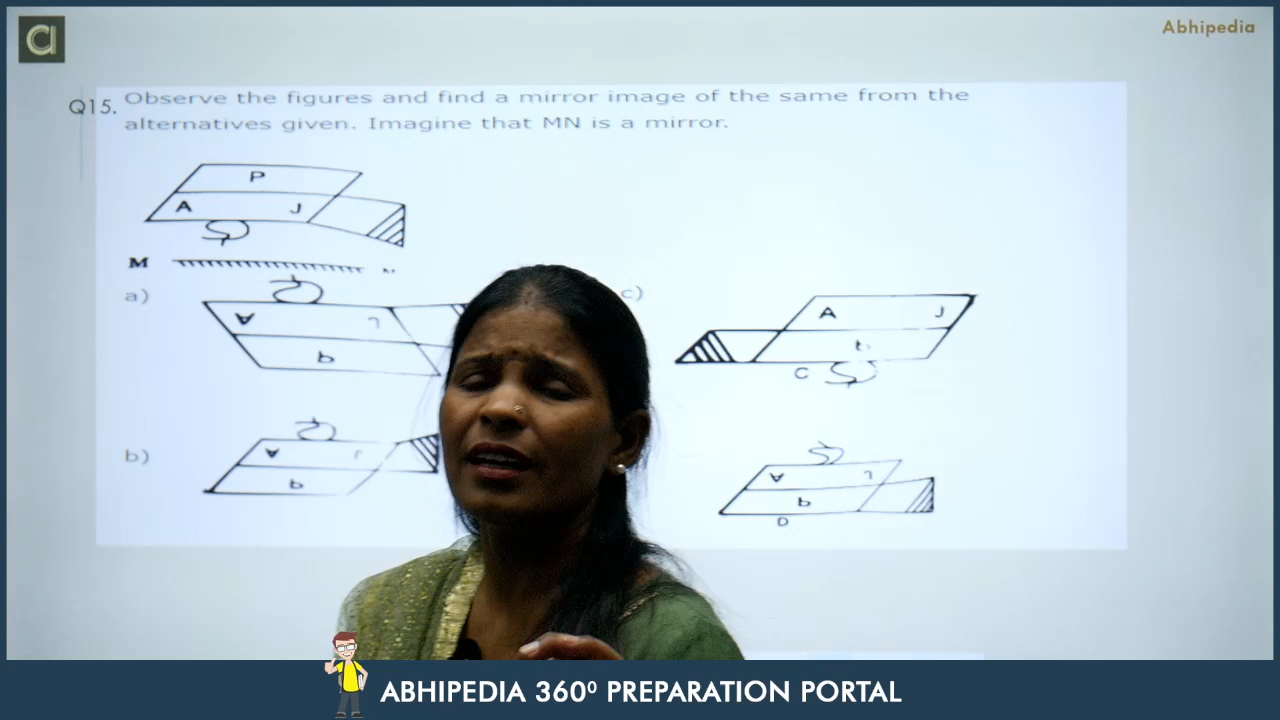 a
Abhipedia
Q15. Observe the figures and find a mirror image of the same from the
alternatives given. Imagine that MN is a mirror.
P
A J
M
a)
c)
A J
C
b)
D
ABHIPEDIA 360º PREPARATION PORTAL